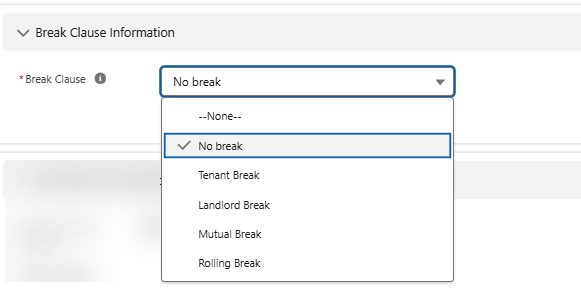 Break Clause Information
*Break Clause
No break
--None--
No break
Tenant Break
Landlord Break
Mutual Break
Rolling Break